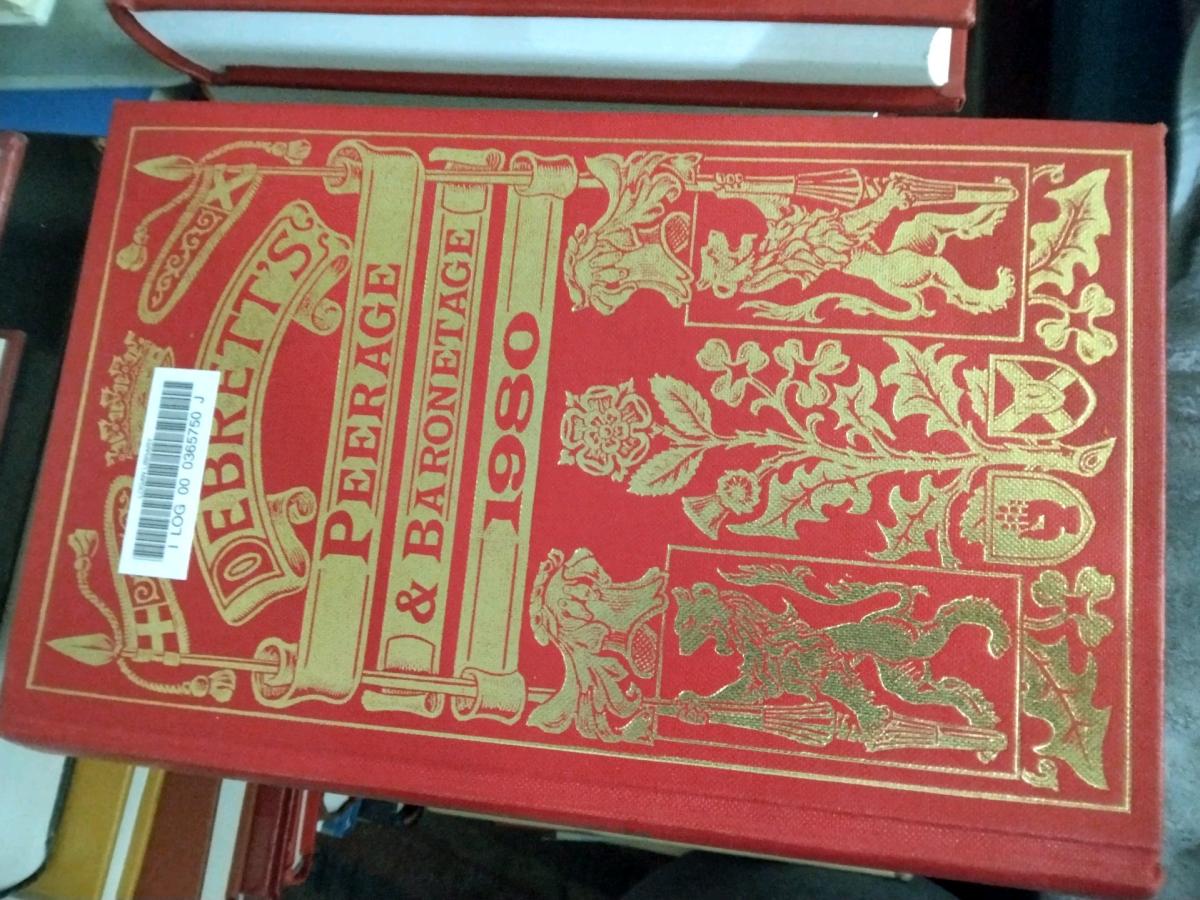 DEBRETT'S
PEERAGE
& BARONETAGE
1980
I LOG 00 0365750 J